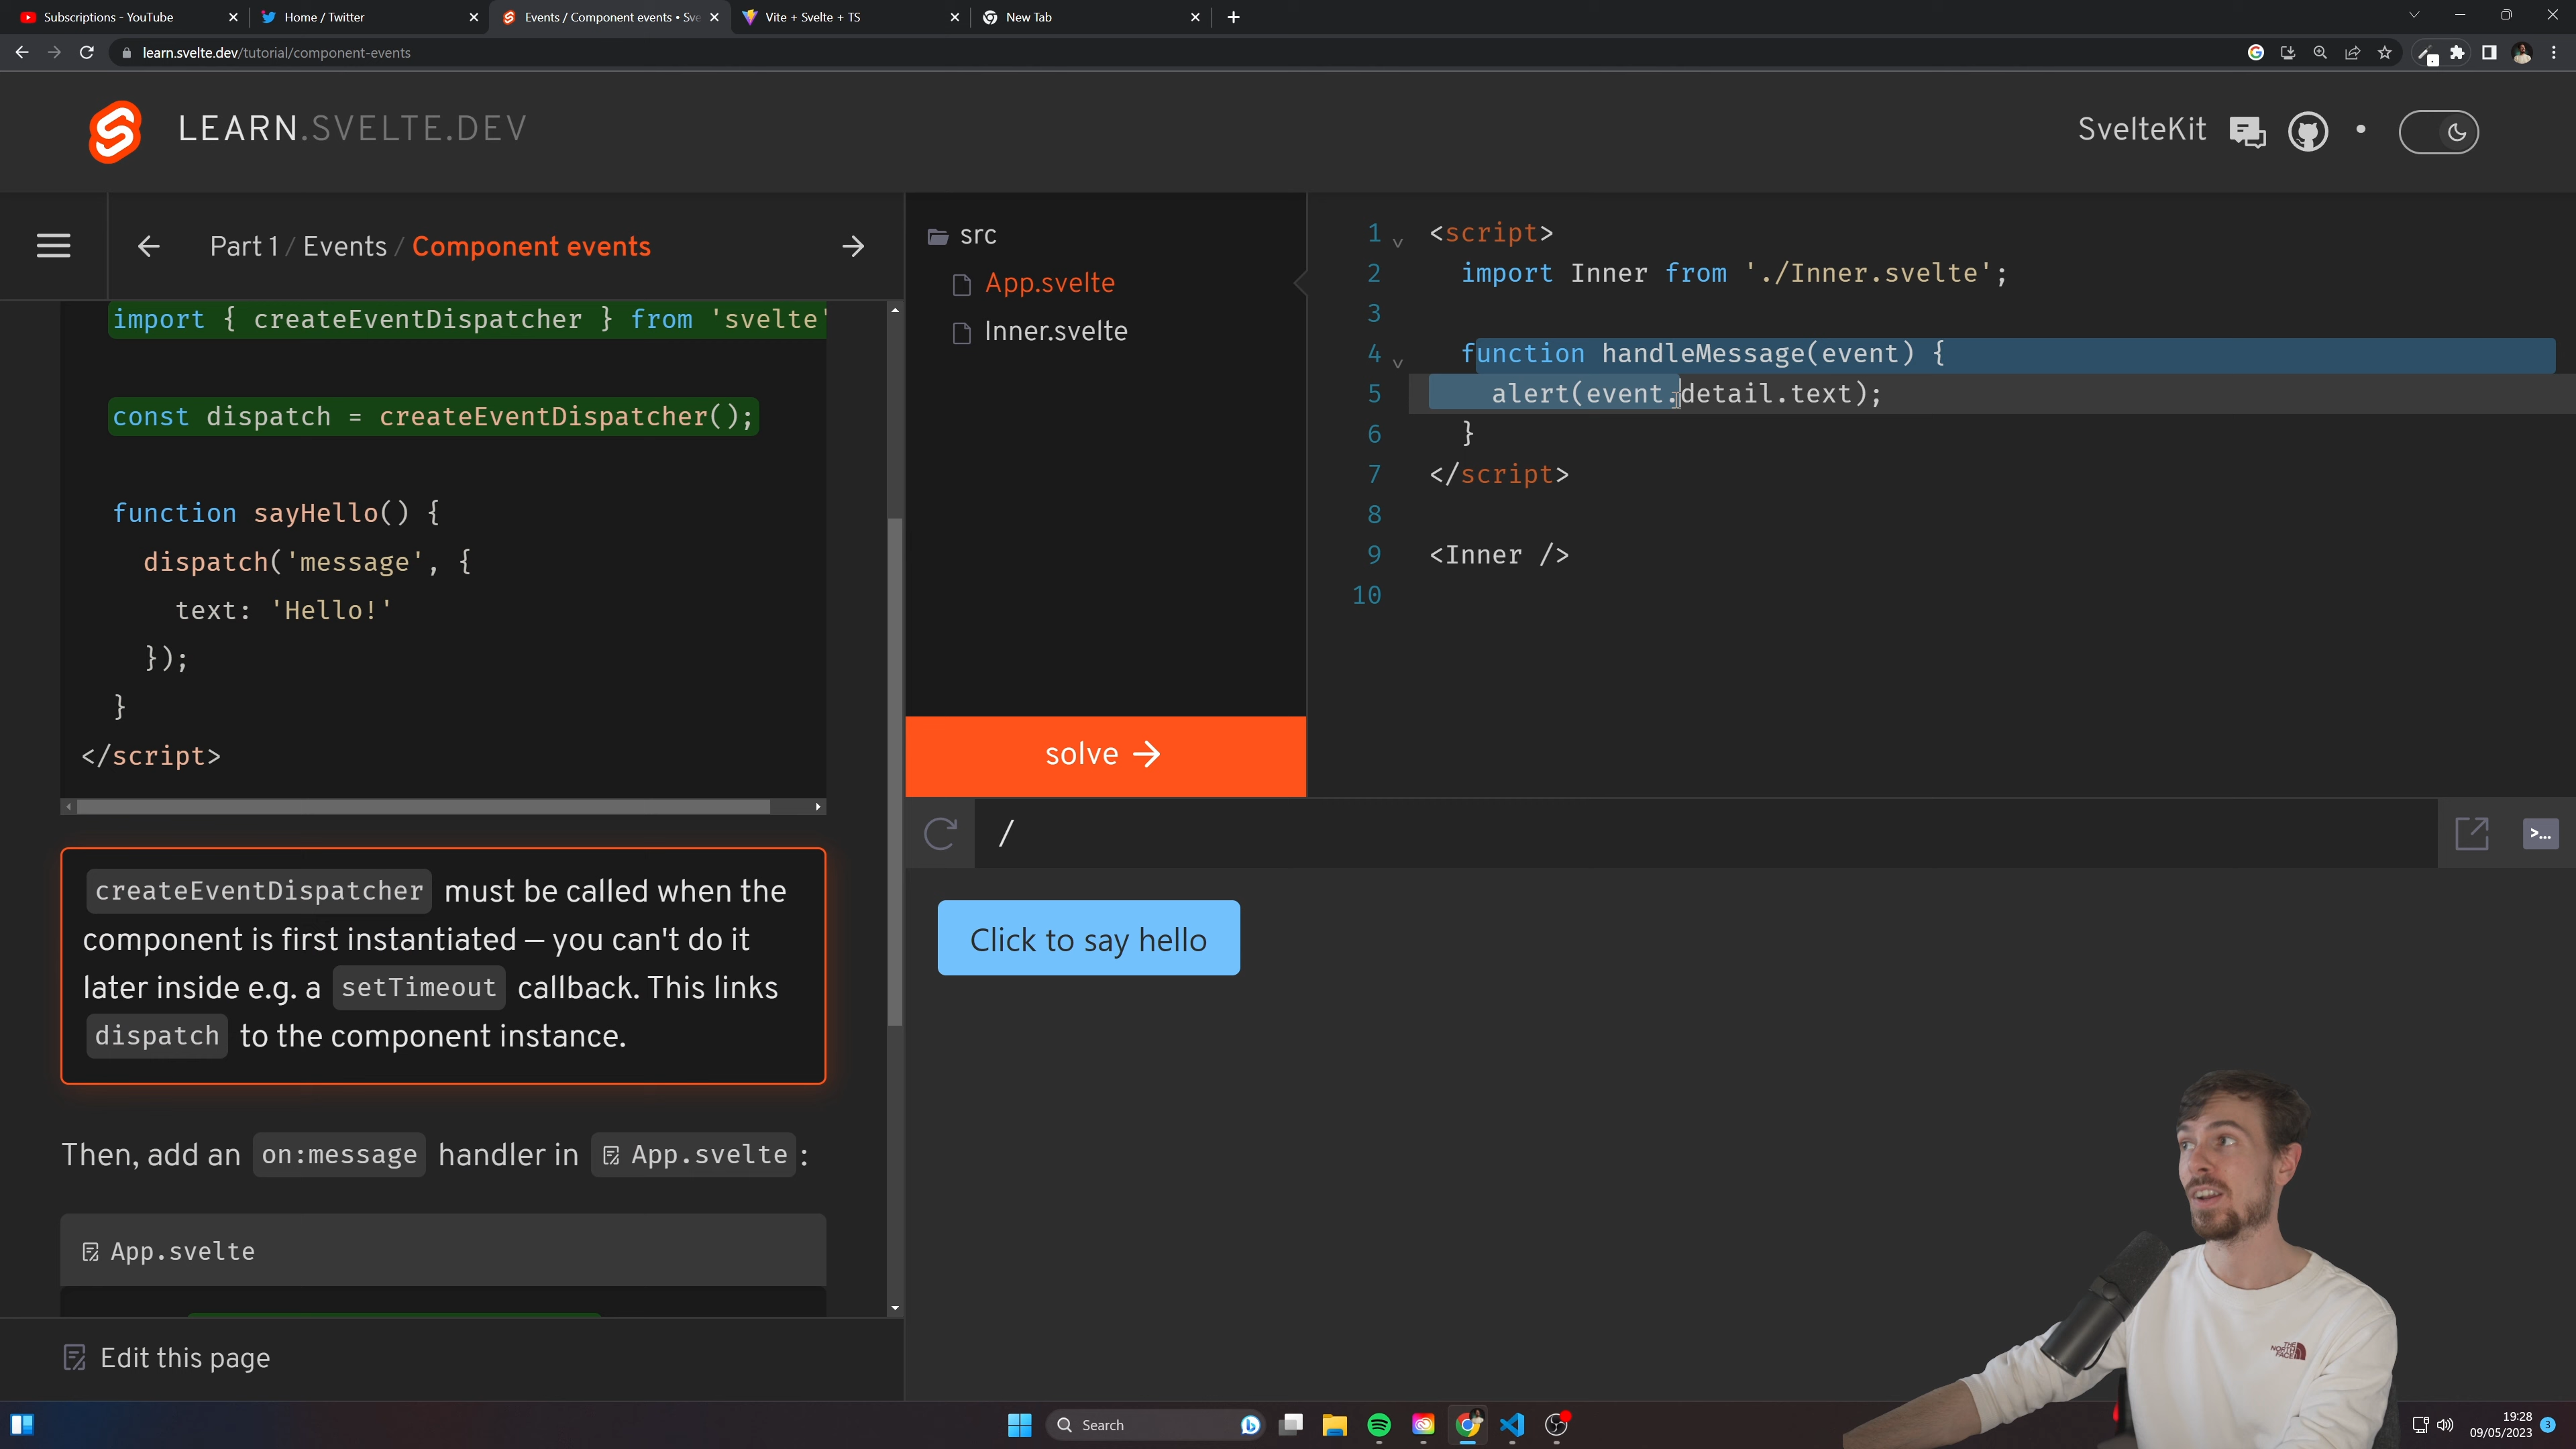 Subscriptions - YouTube
Home / Twitter
Events / Component events • Sve
Vite + Svelte + TS
New Tab
learn.svelte.dev/tutorial/component-events
LEARN.SVELTE.DEV
SvelteKit
Part 1 / Events / Component events
import { createEventDispatcher } from 'svelte'
const dispatch = createEventDispatcher();
function sayHello() {
dispatch('message', {
text: 'Hello!'
});
}
</script>
createEventDispatcher must be called when the
component is first instantiated — you can't do it
later inside e.g. a setTimeout callback. This links
dispatch to the component instance.
Then, add an on:message handler in App.svelte :
App.svelte
Edit this page
src
App.svelte
Inner.svelte
solve →
1 <script>
2 import Inner from './Inner.svelte';
3
4 function handleMessage(event) {
5 alert(event.detail.text);
6 }
7 </script>
8
9 <Inner />
10
/
>...
Click to say hello
THE NORTH FACE
Search
19:28
09/05/2023
3